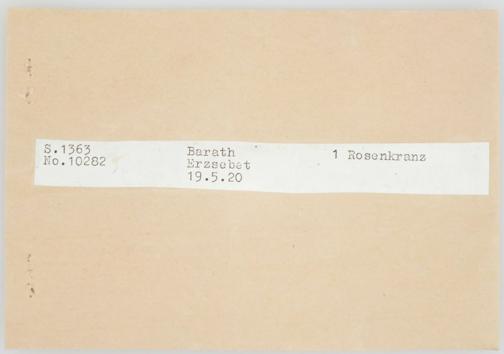 S.1363 Barath 1 Rosenkranz
No.10282 Erzsebet
19.5.20